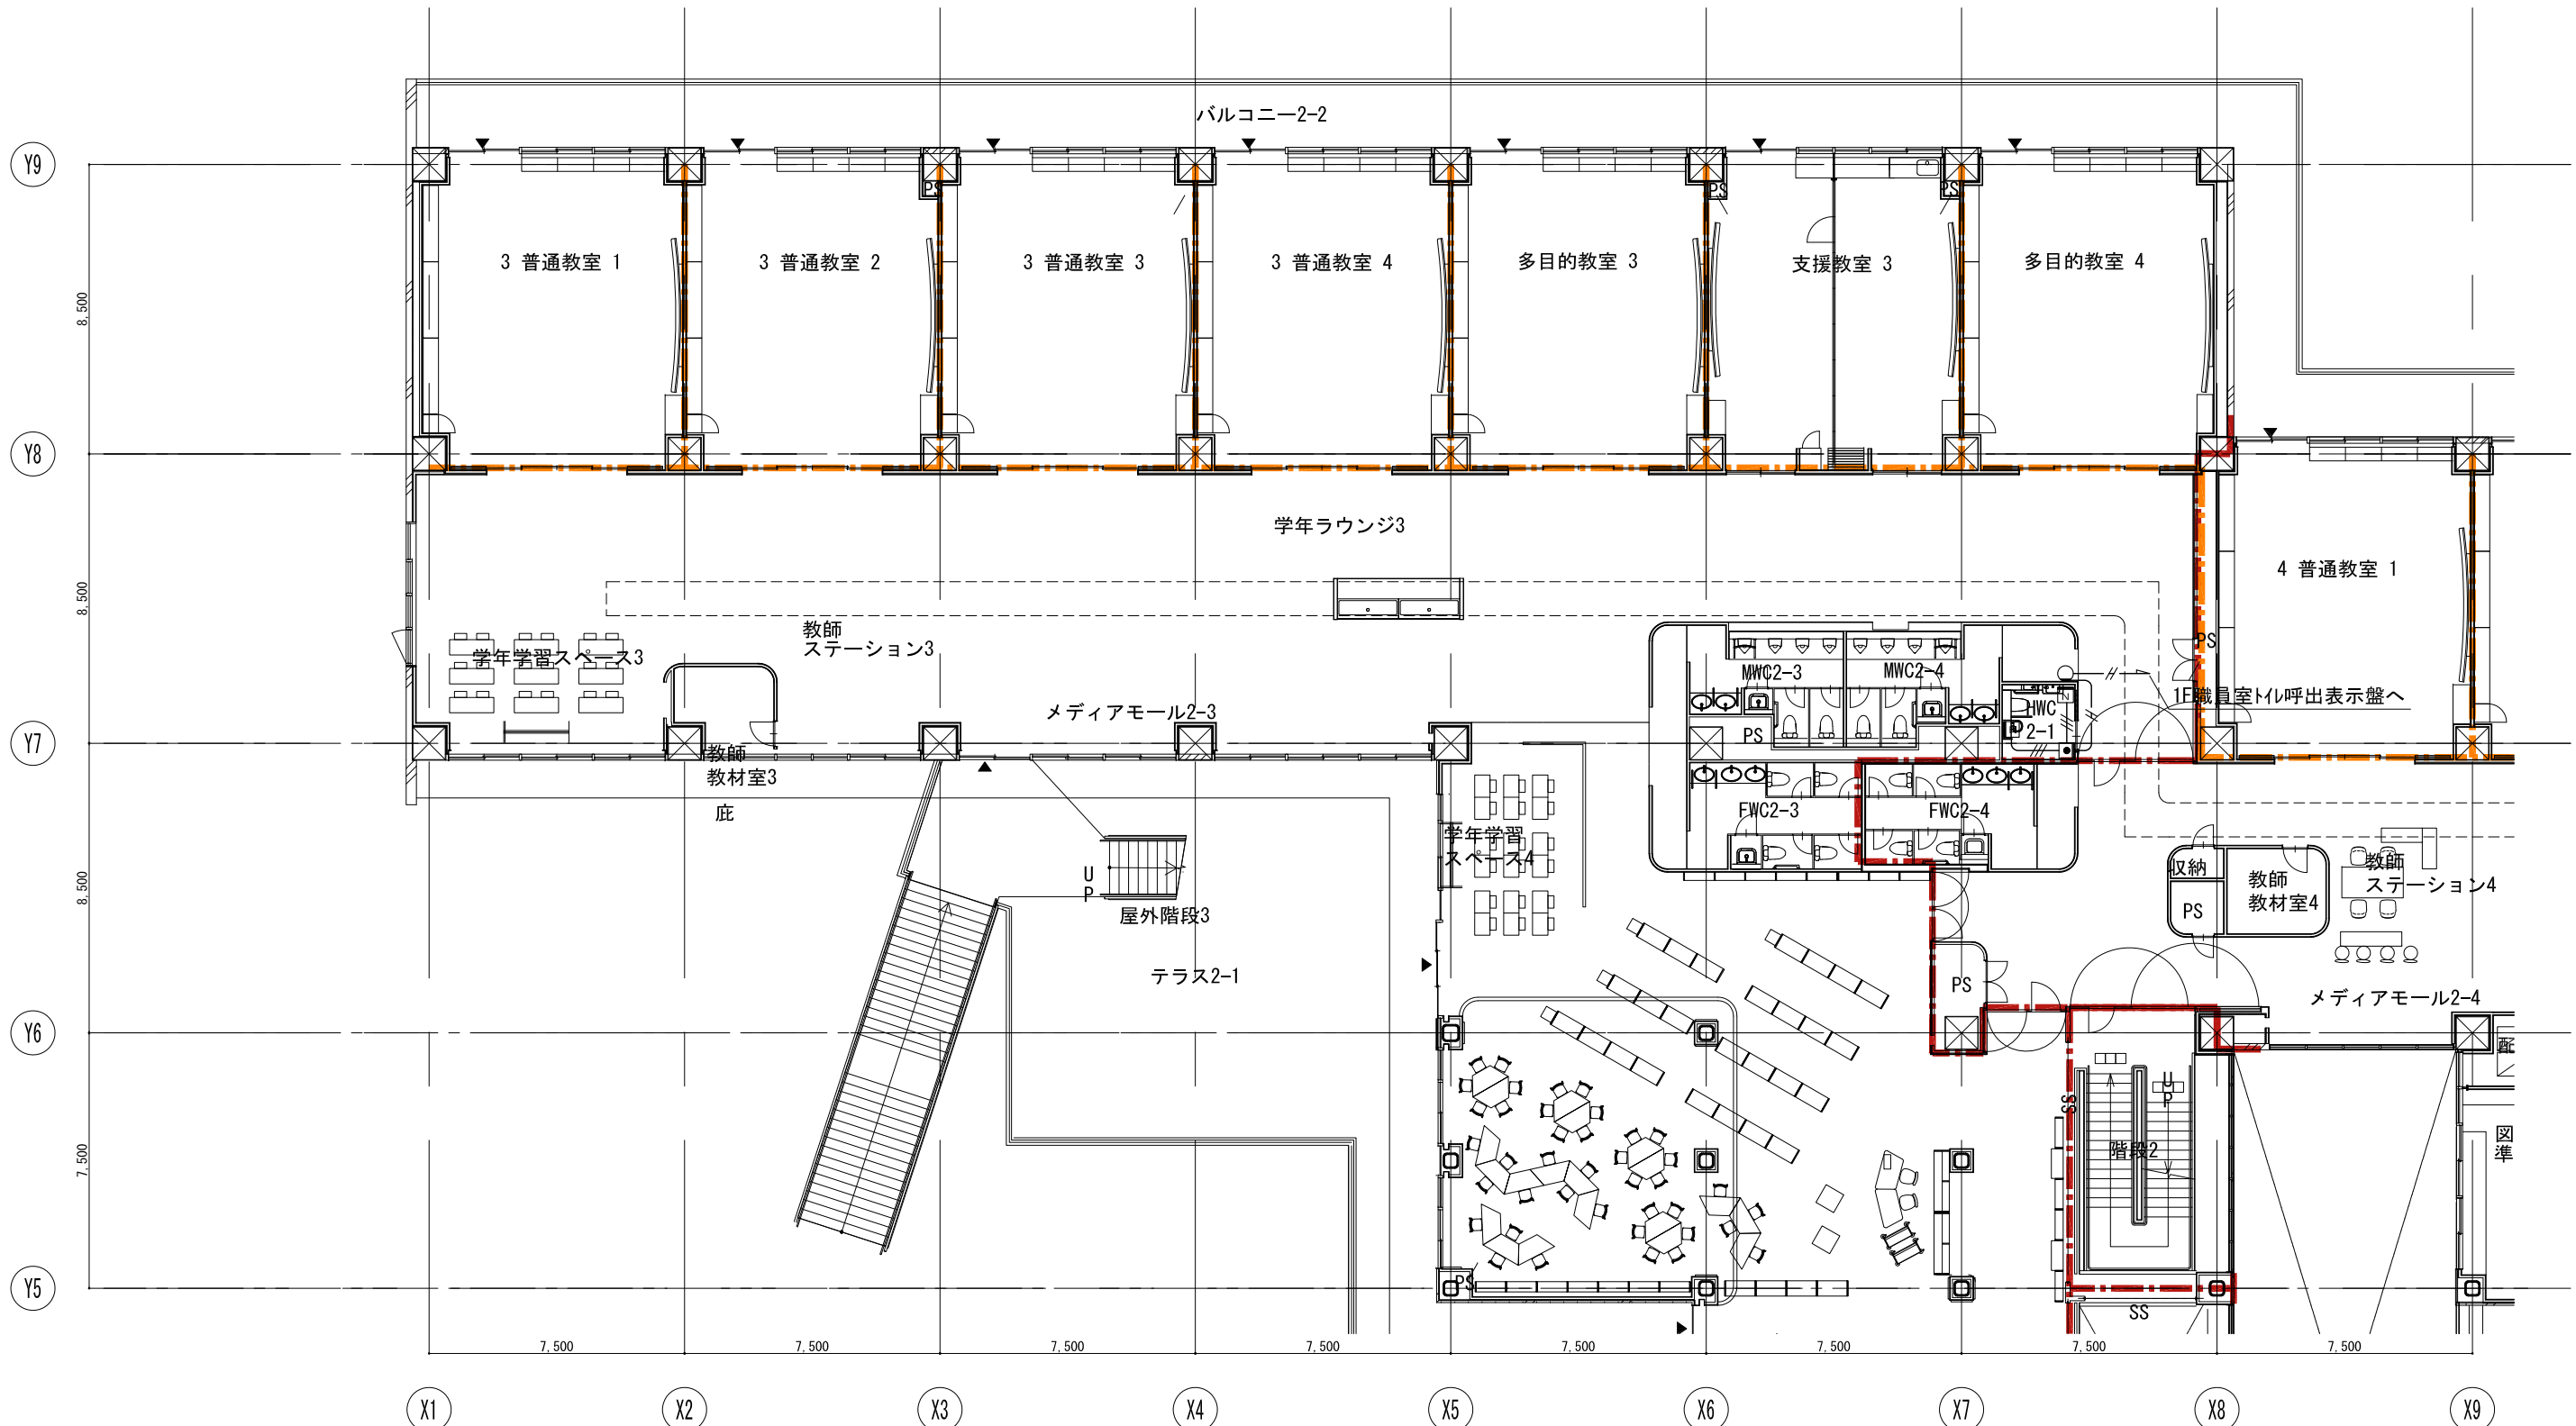 バルコニー2-2
Y9
PS
PS
PS
3 普通教室 1
3 普通教室 2
3 普通教室 3
3 普通教室 4
多目的教室 3
支援教室 3
多目的教室 4
8,500
Y8
学年ラウンジ3
4 普通教室 1
8,500
教師
ステーション3
学年学習スペース3
MWC2-3
MWC2-4
PS
1F職員室トイレ呼出表示盤へ
HWC
2-1
メディアモール2-3
PS
Y7
教師
教材室3
庇
FWC2-3
FWC2-4
学年学習
スペース4
収納
教師
教材室4
教師
ステーション4
8,500
UP
屋外階段3
PS
テラス2-1
PS
メディアモール2-4
Y6
配
UP
SS
階段2
図
準
7,500
PS
Y5
SS
7,500
7,500
7,500
7,500
7,500
7,500
7,500
7,500
X1
X2
X3
X4
X5
X6
X7
X8
X9